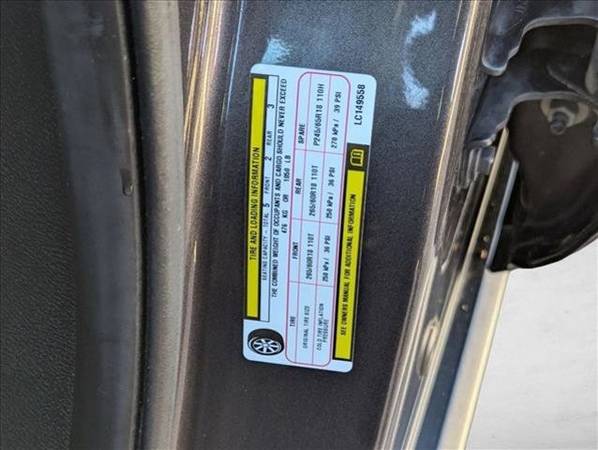 TIRE AND LOADING INFORMATION
SEATING CAPACITY - TOTAL 5 FRONT 2 REAR 3
THE COMBINED WEIGHT OF OCCUPANTS AND CARGO SHOULD NEVER EXCEED
476 KG OR 1050 LB
TIRE FRONT REAR SPARE
ORIGINAL TIRE SIZE 265/60R18 110T 265/60R18 110T P245/65R18 110H
COLD TIRE INFLATION PRESSURE 250 kPa / 36 PSI 250 kPa / 36 PSI 270 kPa / 39 PSI
SEE OWNERS MANUAL FOR ADDITIONAL INFORMATION
LC149558